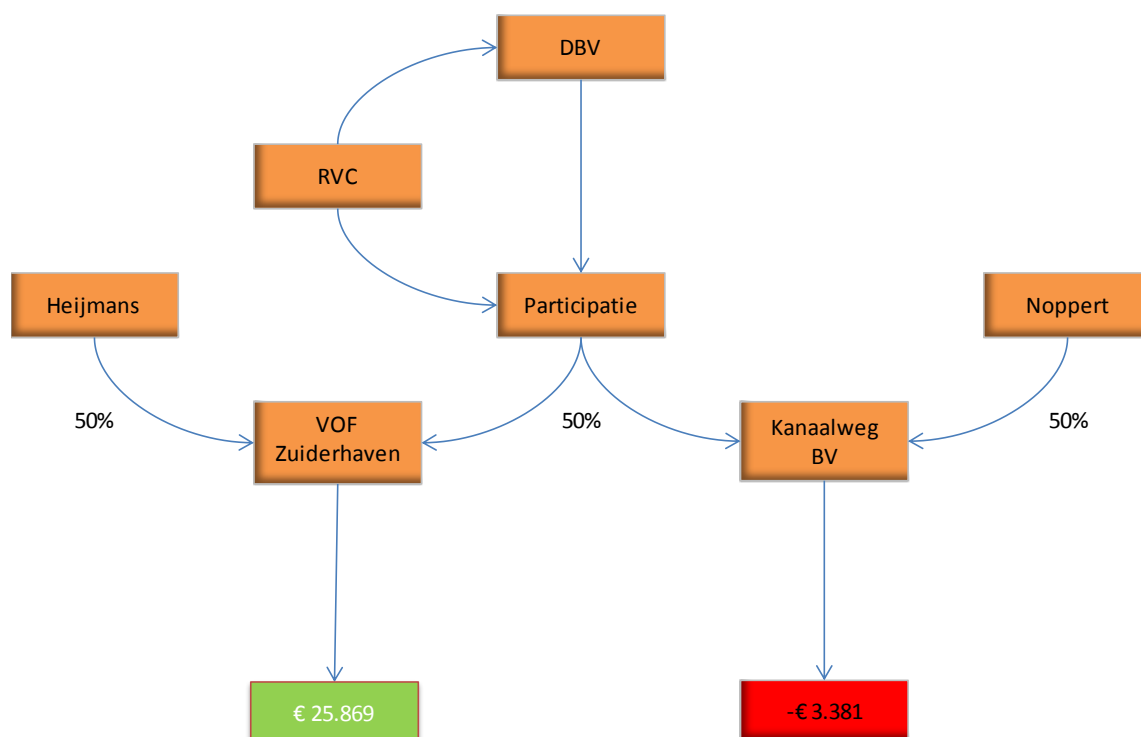 DBV
RVC
Heijmans
Participatie
Noppert
50%
VOF
Zuiderhaven
50%
Kanaalweg
BV
50%
€ 25.869
-€ 3.381